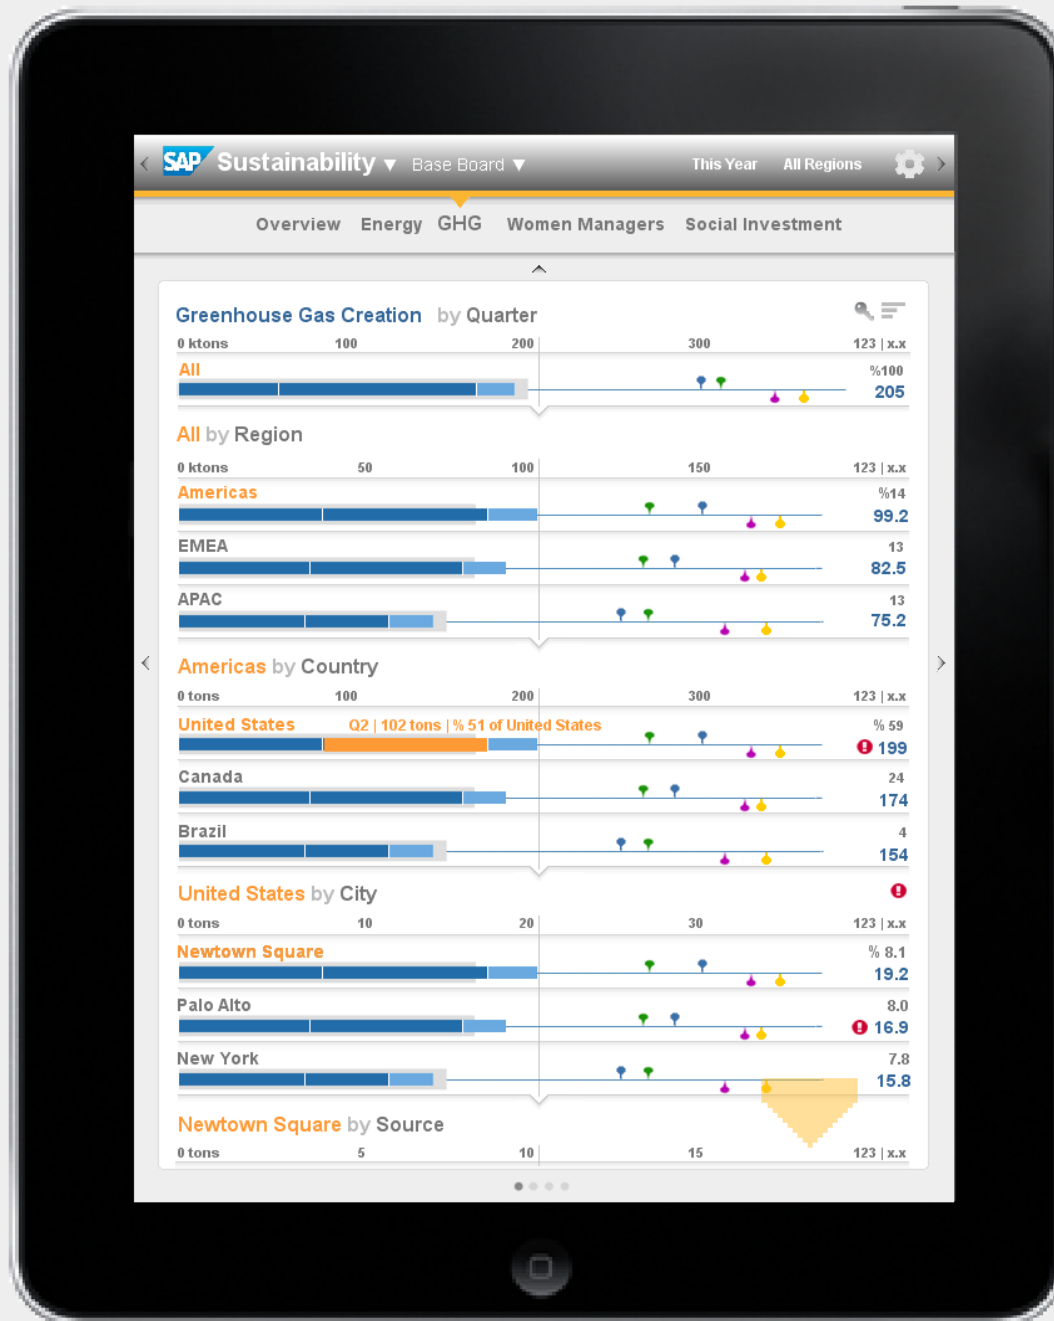 SAP Sustainability ▼ Base Board ▼ This Year All Regions
Overview Energy GHG Women Managers Social Investment
Greenhouse Gas Creation by Quarter
0 ktons 100 200 300 123 | x.x
All %100
205
All by Region
0 ktons 50 100 150 123 | x.x
Americas %14
99.2
EMEA 13
82.5
APAC 13
75.2
Americas by Country
0 tons 100 200 300 123 | x.x
United States Q2 | 102 tons | % 51 of United States % 59
199
Canada 24
174
Brazil 4
154
United States by City
0 tons 10 20 30 123 | x.x
Newtown Square % 8.1
19.2
Palo Alto 8.0
16.9
New York 7.8
15.8
Newtown Square by Source
0 tons 5 10 15 123 | x.x